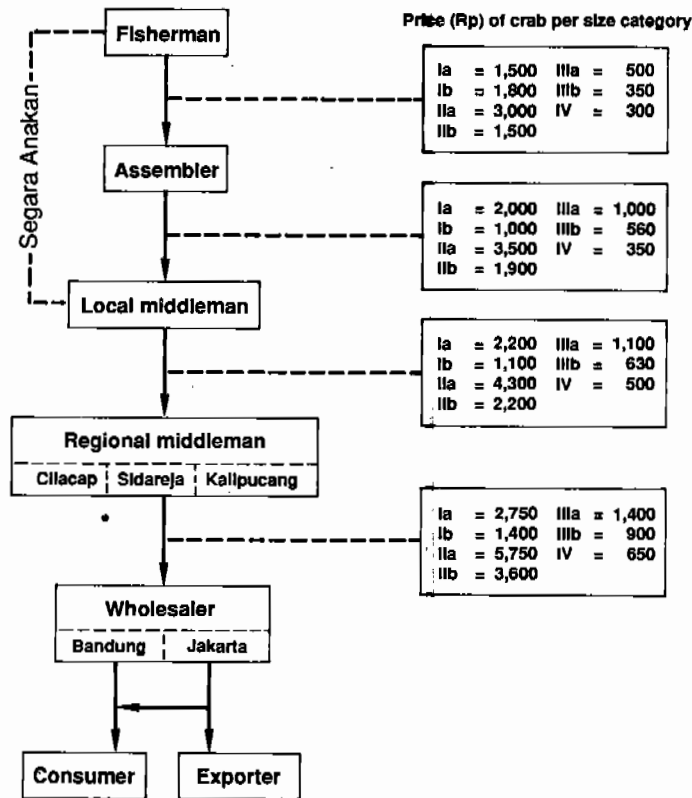 Price (Rp) of crab per size category
Fisherman
Segara Anakan
Ia = 1,500 IIIa = 500
Ib = 1,800 IIIb = 350
IIa = 3,000 IV = 300
IIb = 1,500
Assembler
Ia = 2,000 IIIa = 1,000
Ib = 1,000 IIIb = 560
IIa = 3,500 IV = 350
IIb = 1,900
Local middleman
Ia = 2,200 IIIa = 1,100
Ib = 1,100 IIIb = 630
IIa = 4,300 IV = 500
IIb = 2,200
Regional middleman
Cilacap Sidareja Kalipucang
Ia = 2,750 IIIa = 1,400
Ib = 1,400 IIIb = 900
IIa = 5,750 IV = 650
IIb = 3,600
Wholesaler
Bandung Jakarta
Consumer Exporter